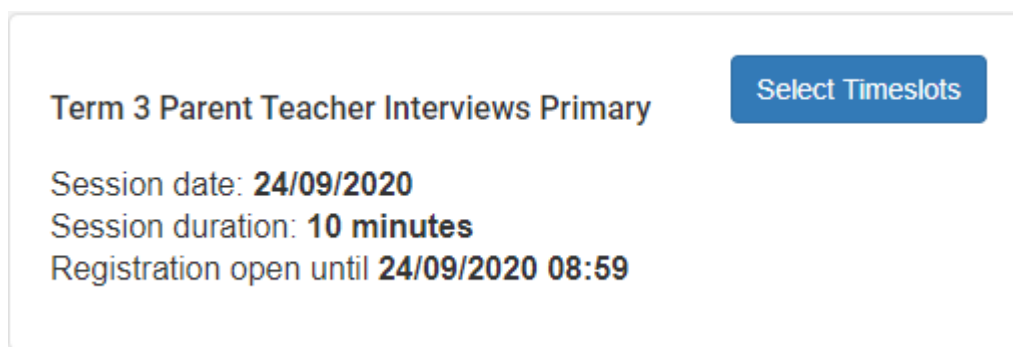 Term 3 Parent Teacher Interviews Primary
Select Timeslots
Session date: 24/09/2020
Session duration: 10 minutes
Registration open until 24/09/2020 08:59